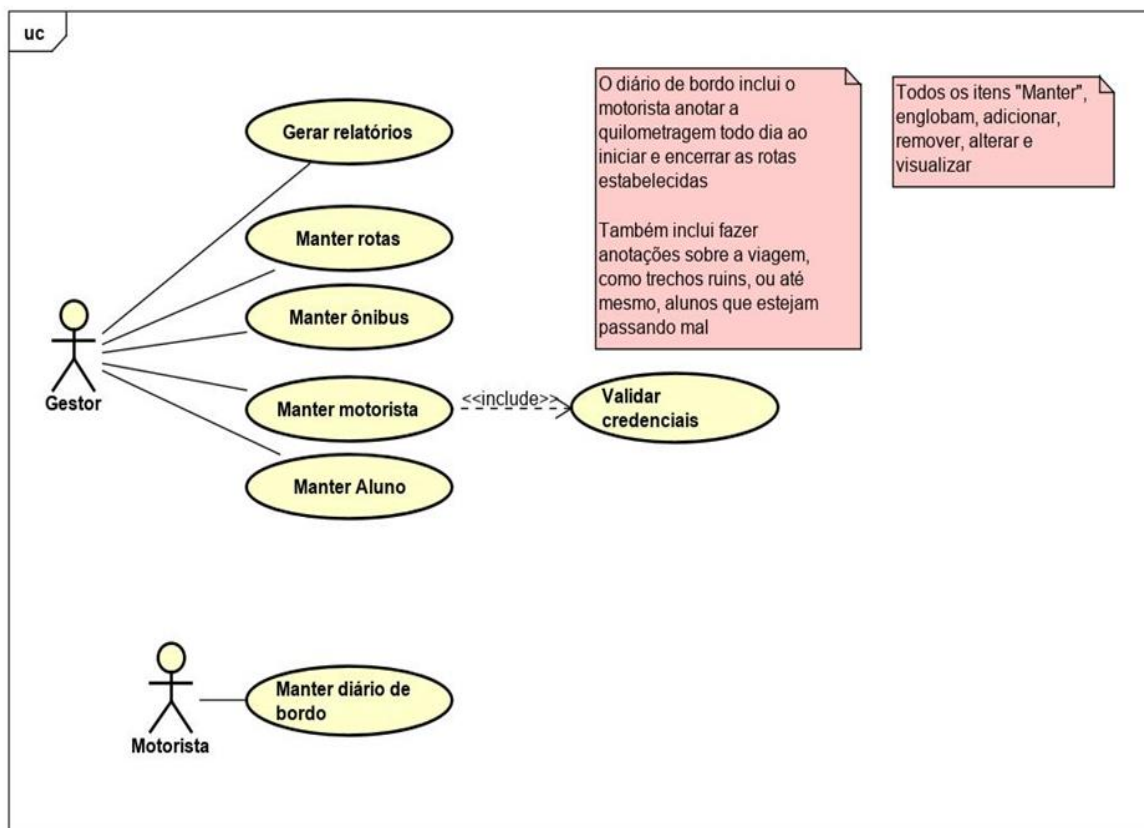 uc
Gerar relatórios
Manter rotas
Manter ônibus
Manter motorista
Manter Aluno
Gestor
<<include>>
Validar
credenciais
O diário de bordo inclui o
motorista anotar a
quilometragem todo dia ao
iniciar e encerrar as rotas
estabelecidas
Também inclui fazer
anotações sobre a viagem,
como trechos ruins, ou até
mesmo, alunos que estejam
passando mal
Todos os itens "Manter",
englobam, adicionar,
remover, alterar e
visualizar
Motorista
Manter diário de
bordo